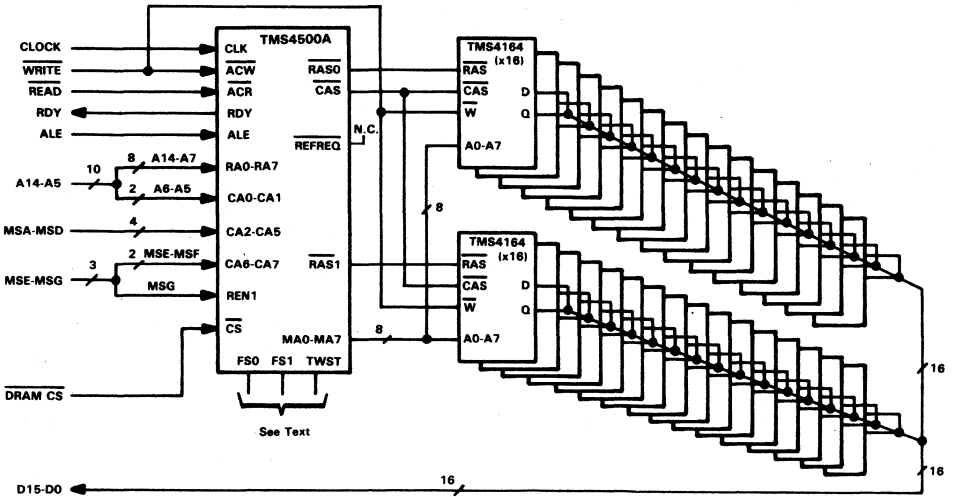 TMS4500A
CLOCK
CLK
WRITE
ACW
READ
ACR
RDY
RDY
ALE
ALE
A14-A5
10
8
A14-A7
RA0-RA7
2
A6-A5
CA0-CA1
MSA-MSD
4
CA2-CA5
MSE-MSG
3
2
MSE-MSF
CA6-CA7
MSG
REN1
CS
DRAM CS
FS0 FS1 TWST
See Text
RAS0
CAS
N.C.
REFREQ
RAS1
MA0-MA7
8
8
TMS4164
(x16)
RAS
CAS
D
W
Q
A0-A7
TMS4164
(x16)
RAS
CAS
D
W
Q
A0-A7
16
16
D15-D0
16